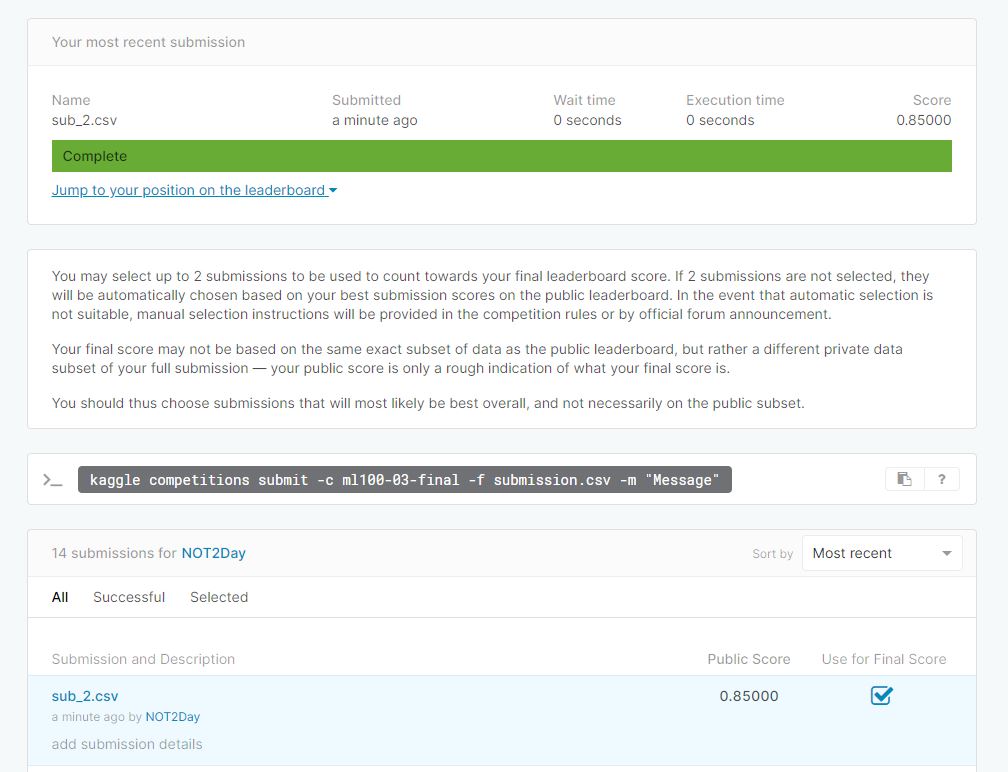 Your most recent submission
Name Submitted Wait time Execution time Score
sub_2.csv a minute ago 0 seconds 0 seconds 0.85000
Complete
Jump to your position on the leaderboard
You may select up to 2 submissions to be used to count towards your final leaderboard score. If 2 submissions are not selected, they
will be automatically chosen based on your best submission scores on the public leaderboard. In the event that automatic selection is
not suitable, manual selection instructions will be provided in the competition rules or by official forum announcement.
Your final score may not be based on the same exact subset of data as the public leaderboard, but rather a different private data
subset of your full submission — your public score is only a rough indication of what your final score is.
You should thus choose submissions that will most likely be best overall, and not necessarily on the public subset.
>_ kaggle competitions submit -c ml100-03-final -f submission.csv -m "Message" ?
14 submissions for NOT2Day Sort by Most recent
All Successful Selected
Submission and Description Public Score Use for Final Score
sub_2.csv 0.85000
a minute ago by NOT2Day
add submission details